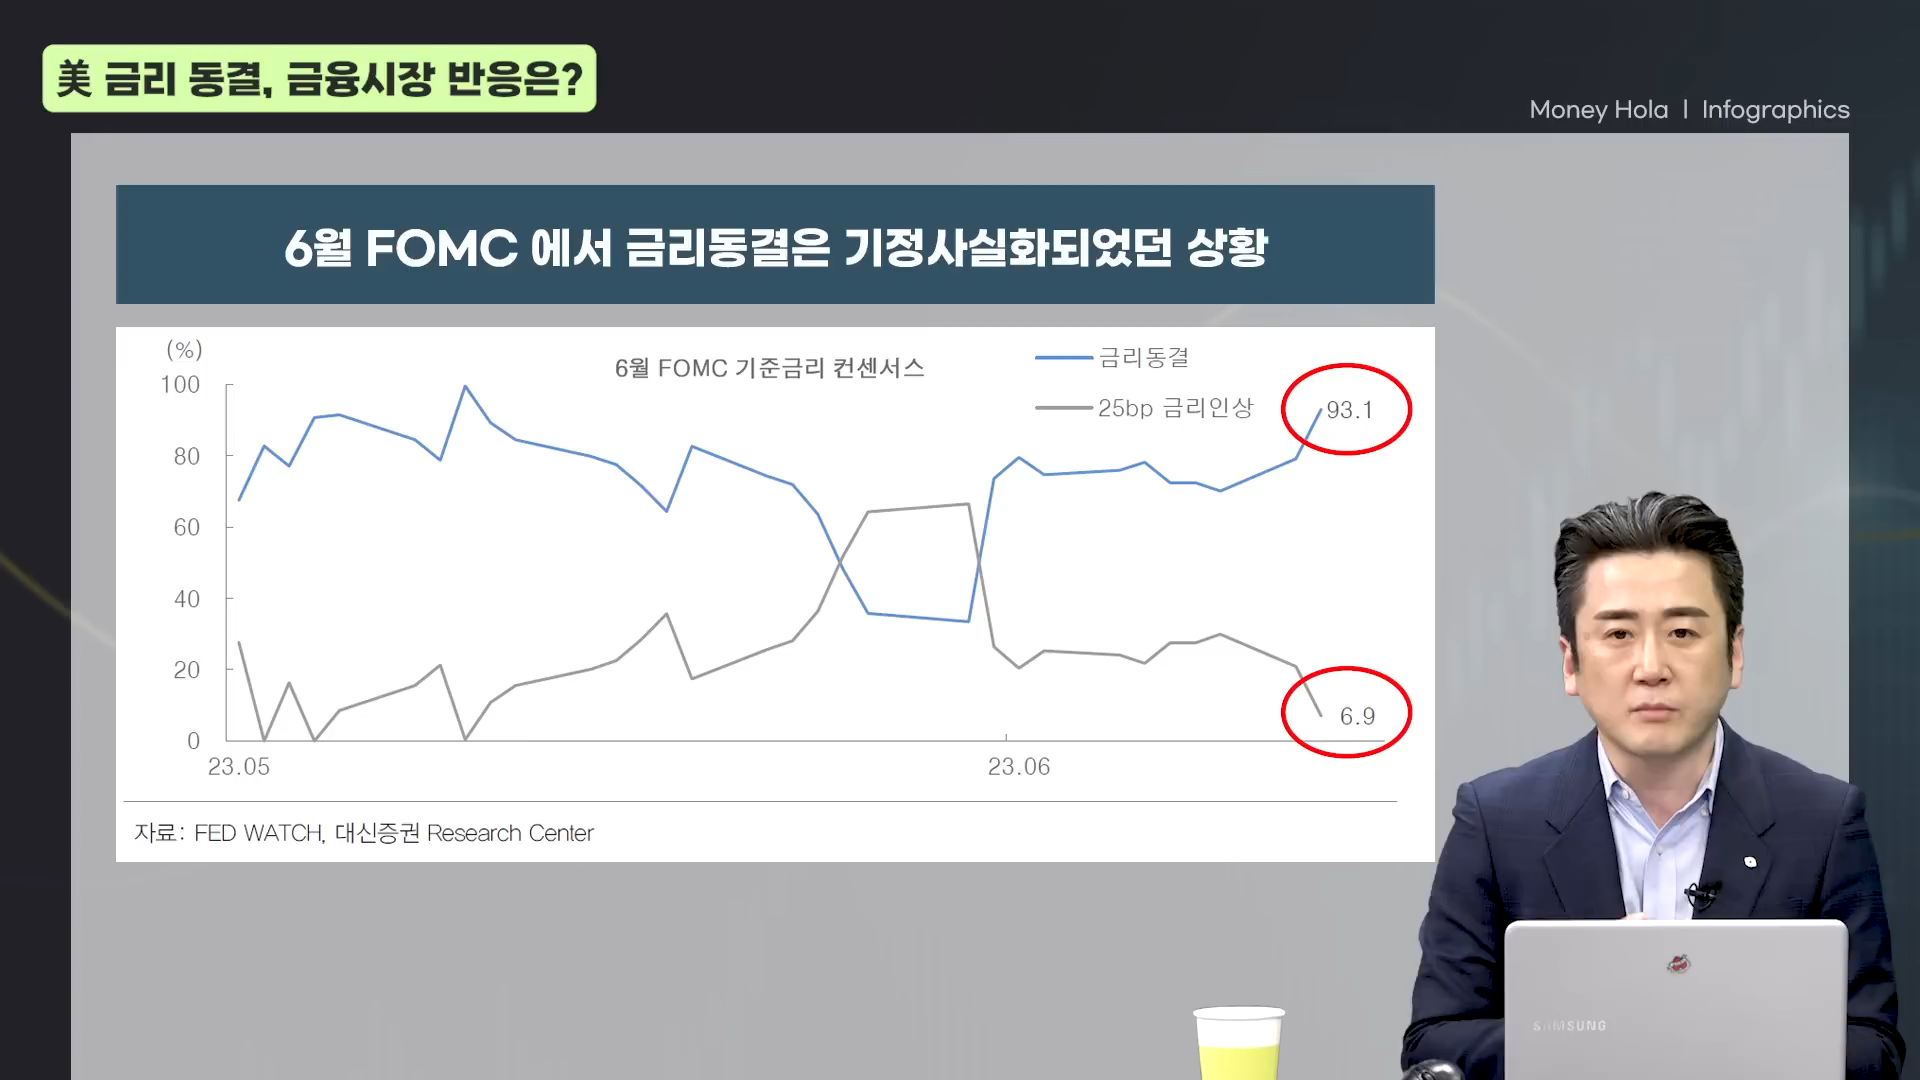 美 금리 동결, 금융시장 반응은?
Money Hola | Infographics
6월 FOMC 에서 금리동결은 기정사실화되었던 상황
(%)
6월 FOMC 기준금리 컨센서스
금리동결
25bp 금리인상
100
80
60
40
20
0
93.1
6.9
23.05
23.06
자료: FED WATCH, 대신증권 Research Center
SAMSUNG